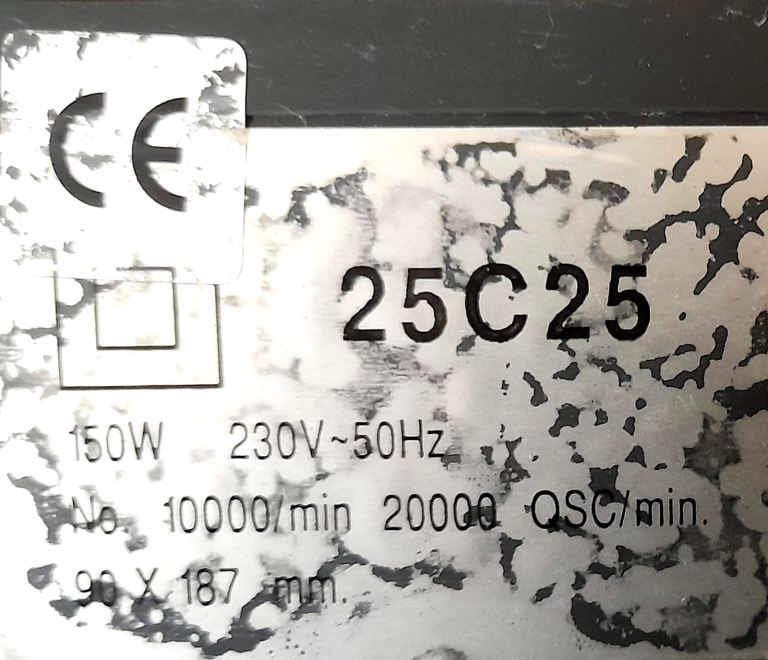 CE
25C25
150W 230V~50Hz
No. 10000/min 20000 OSC/min.
90 X 187 mm.